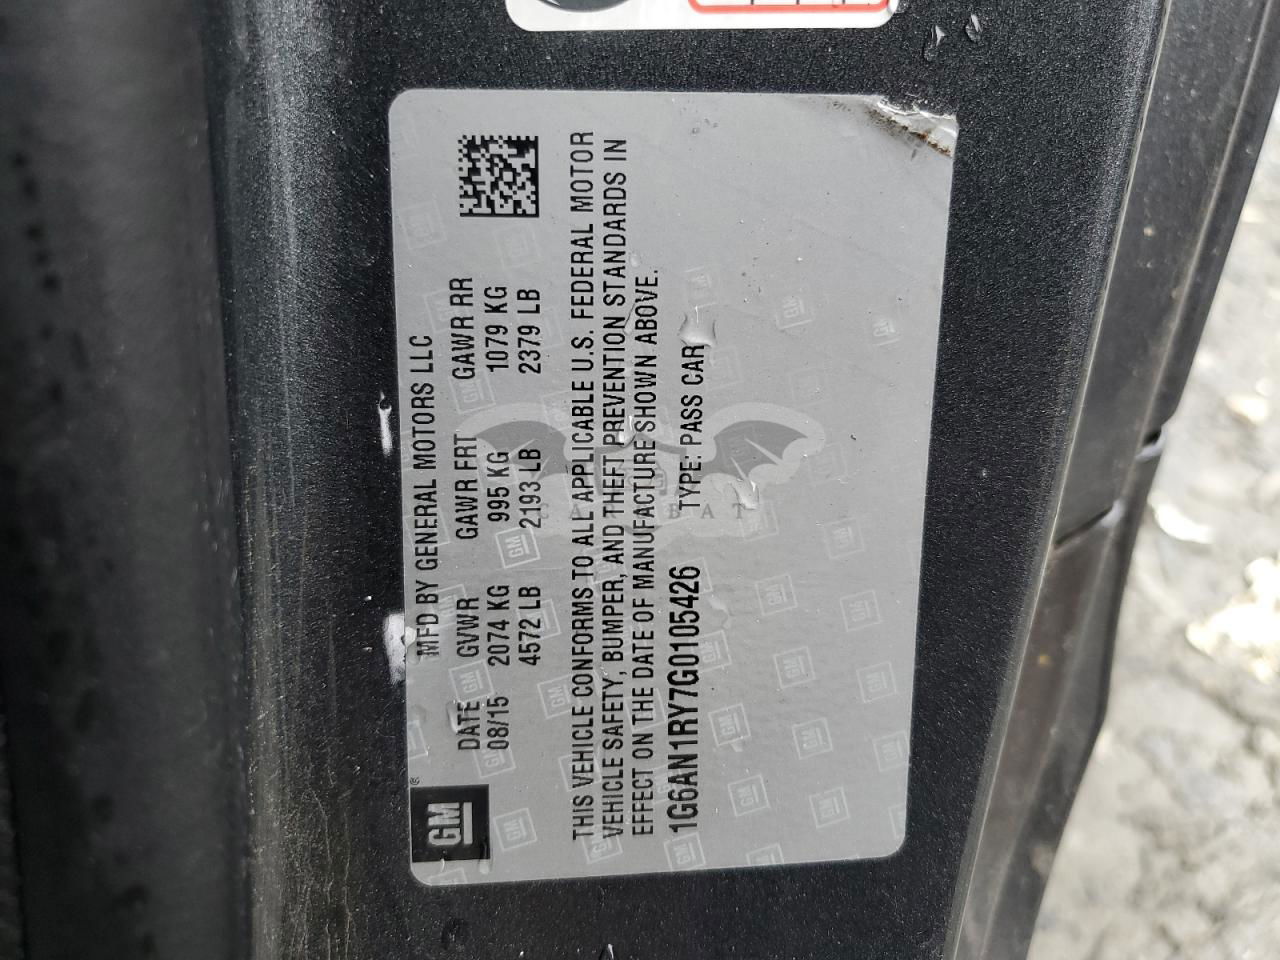 GM
MFD BY GENERAL MOTORS LLC
DATE GVWR GAWR FRT GAWR RR
08/15 2074 KG 995 KG 1079 KG
4572 LB 2193 LB 2379 LB
THIS VEHICLE CONFORMS TO ALL APPLICABLE U.S. FEDERAL MOTOR
VEHICLE SAFETY, BUMPER, AND THEFT PREVENTION STANDARDS IN
EFFECT ON THE DATE OF MANUFACTURE SHOWN ABOVE.
1G6AN1RY7G0105426 TYPE: PASS CAR